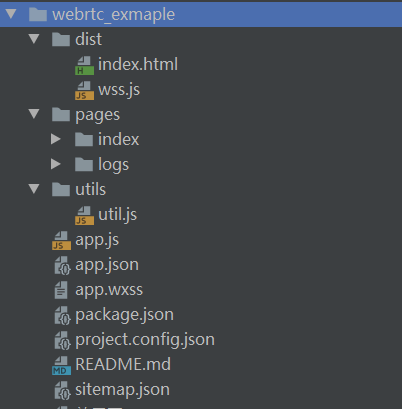 webrtc_exmaple
dist
index.html
wss.js
pages
index
logs
utils
util.js
app.js
app.json
app.wxss
package.json
project.config.json
README.md
sitemap.json